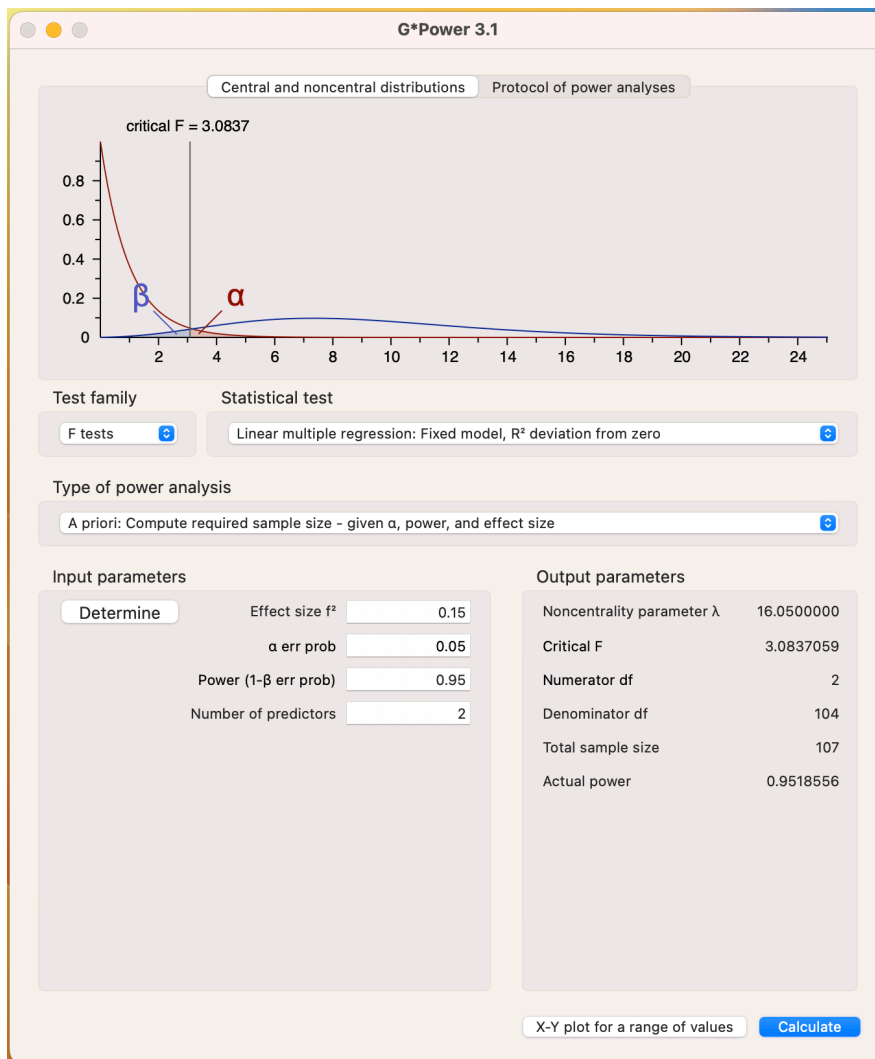 G*Power 3.1
Central and noncentral distributions Protocol of power analyses
critical F = 3.0837
0.8
0.6
0.4
0.2
0
β α
2 4 6 8 10 12 14 16 18 20 22 24
Test family Statistical test
F tests Linear multiple regression: Fixed model, R² deviation from zero
Type of power analysis
A priori: Compute required sample size - given α, power, and effect size
Input parameters
Determine Effect size f² 0.15
α err prob 0.05
Power (1-β err prob) 0.95
Number of predictors 2
Output parameters
Noncentrality parameter λ 16.0500000
Critical F 3.0837059
Numerator df 2
Denominator df 104
Total sample size 107
Actual power 0.9518556
X-Y plot for a range of values Calculate